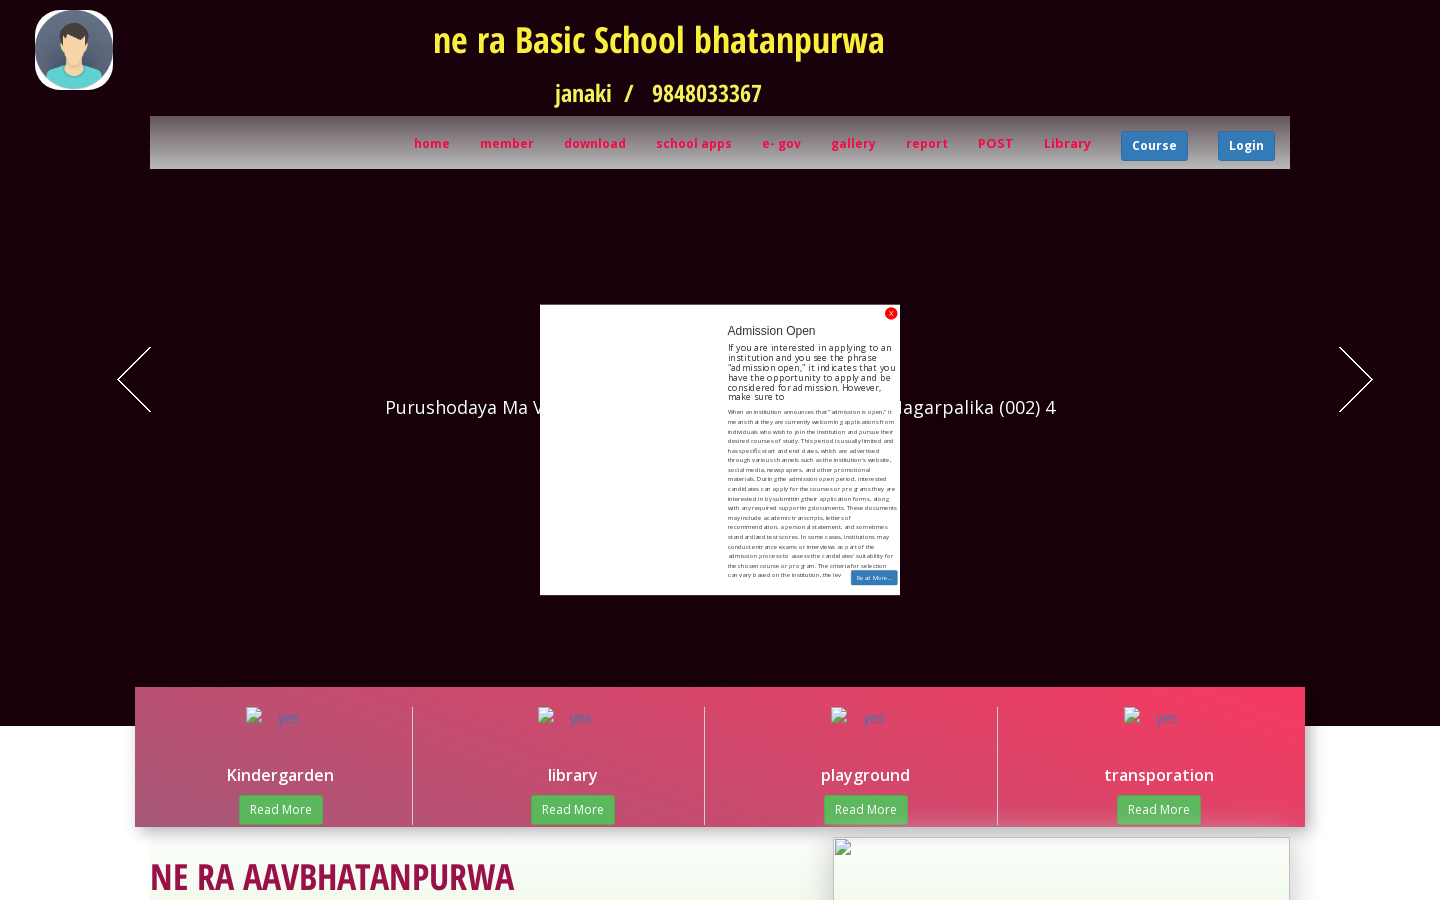 ne ra Basic School bhatanpurwa
janaki / 9848033367
home member download school apps e- gov gallery report POST Library Course Login
X
Admission Open
If you are interested in applying to an
institution and you see the phrase
"admission open," it indicates that you
have the opportunity to apply and be
considered for admission. However,
make sure to
When an institution announces that "admission is open," it
means that they are currently welcoming applications from
individuals who wish to join the institution and pursue their
desired courses of study. This period is usually limited and
has specific start and end dates, which are advertised
through various channels such as the institution's website,
social media, newspapers, and other promotional
materials. During the admission open period, interested
candidates can apply for the courses or programs they are
interested in by submitting their application forms, along
with any required supporting documents. These documents
may include academic transcripts, letters of
recommendation, a personal statement, and sometimes
standardized test scores. In some cases, institutions may
conduct entrance exams or interviews as part of the
admission process to assess the candidates' suitability for
the chosen course or program. The criteria for selection
can vary based on the institution, the lev
Read More...
Purushodaya Ma V Nagarpalika (002) 4
yes yes yes yes
Kindergarden library playground transporation
Read More Read More Read More Read More
NE RA AAVBHATANPURWA